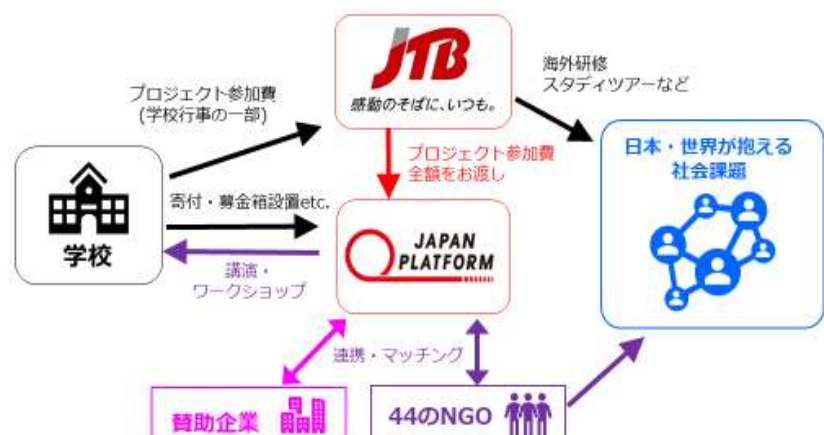 JTB
感動のそばに、いつも。
海外研修
スタディツアーなど
プロジェクト参加費
(学校行事の一部)
プロジェクト参加費
全額をお渡し
日本・世界が抱える
社会課題
寄付・募金箱設置etc.
学校
JAPAN
PLATFORM
講演・
ワークショップ
連携・マッチング
賛助企業
44のNGO